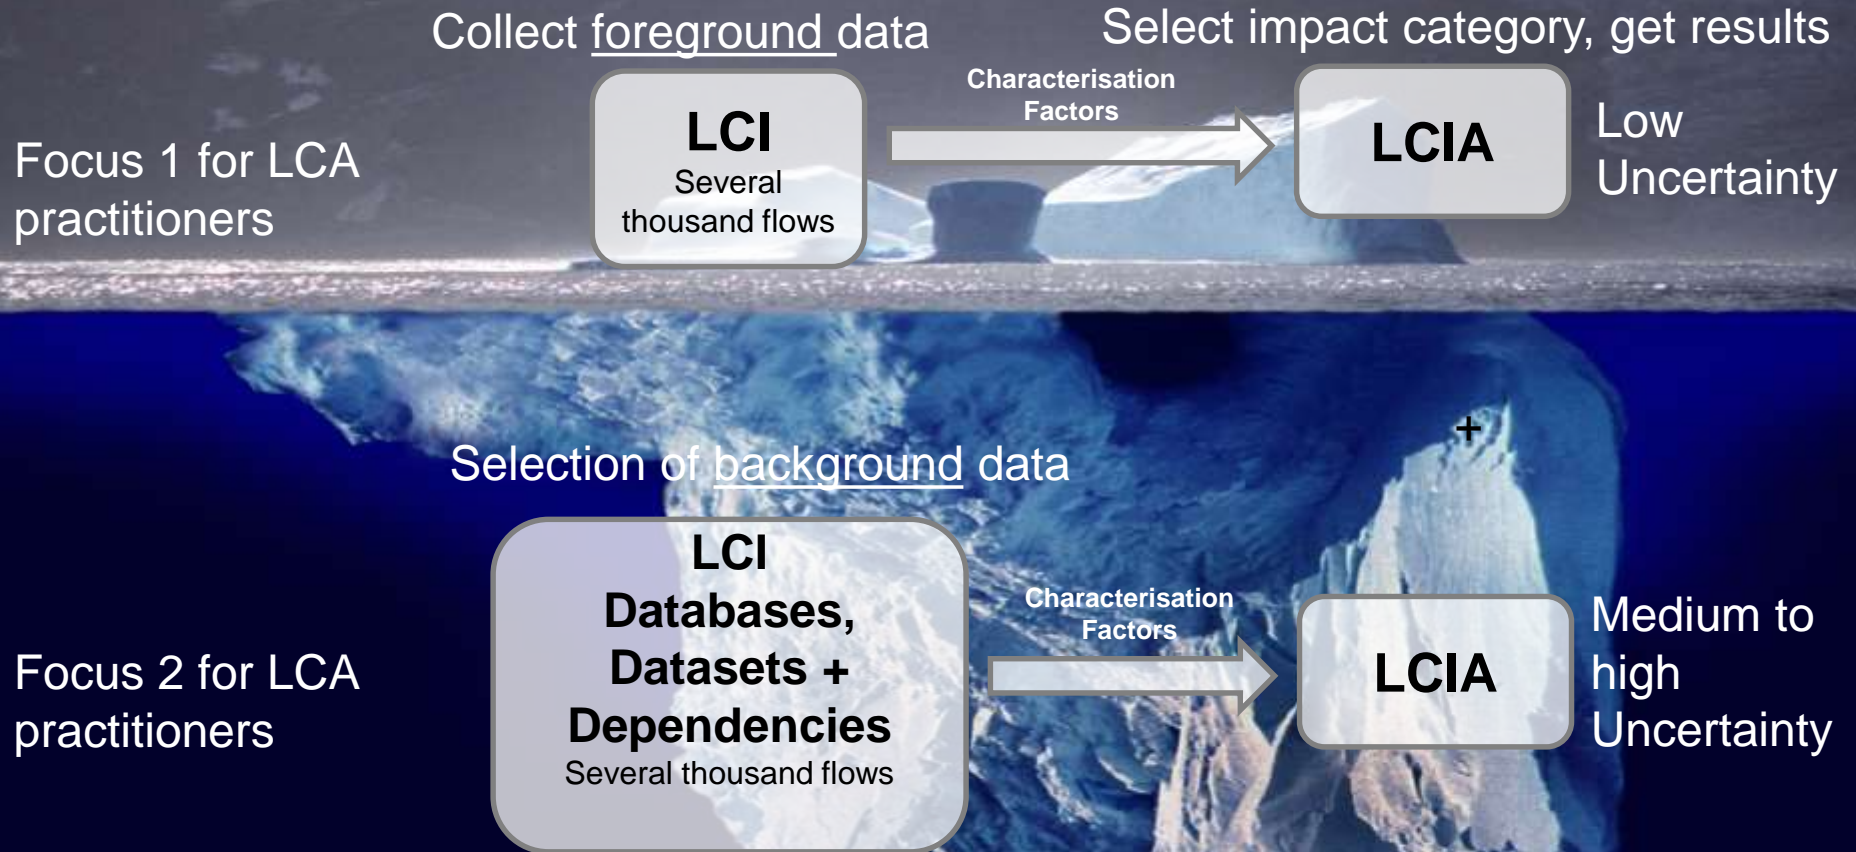 Collect foreground data
Select impact category, get results
Focus 1 for LCA
practitioners
LCI
Several
thousand flows
Characterisation
Factors
LCIA
Low
Uncertainty
+
Selection of background data
Focus 2 for LCA
practitioners
LCI
Databases,
Datasets +
Dependencies
Several thousand flows
Characterisation
Factors
LCIA
Medium to
high
Uncertainty